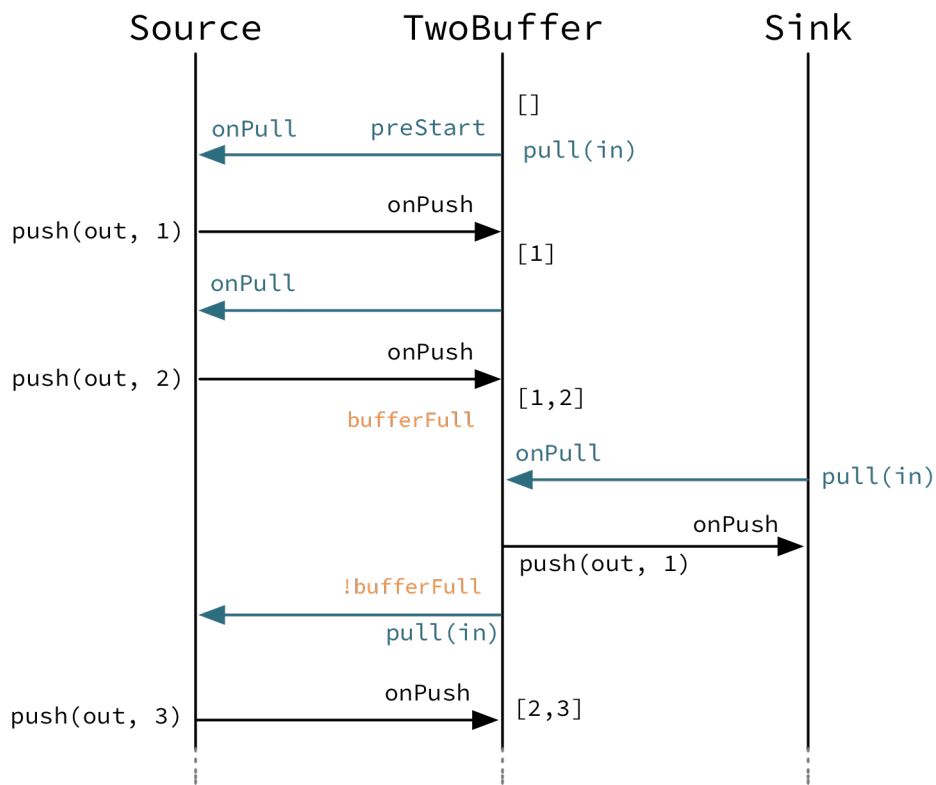 Source
TwoBuffer
Sink
[]
onPull
preStart
pull(in)
onPush
push(out, 1)
[1]
onPull
onPush
push(out, 2)
[1,2]
bufferFull
onPull
pull(in)
onPush
push(out, 1)
!bufferFull
pull(in)
onPush
push(out, 3)
[2,3]